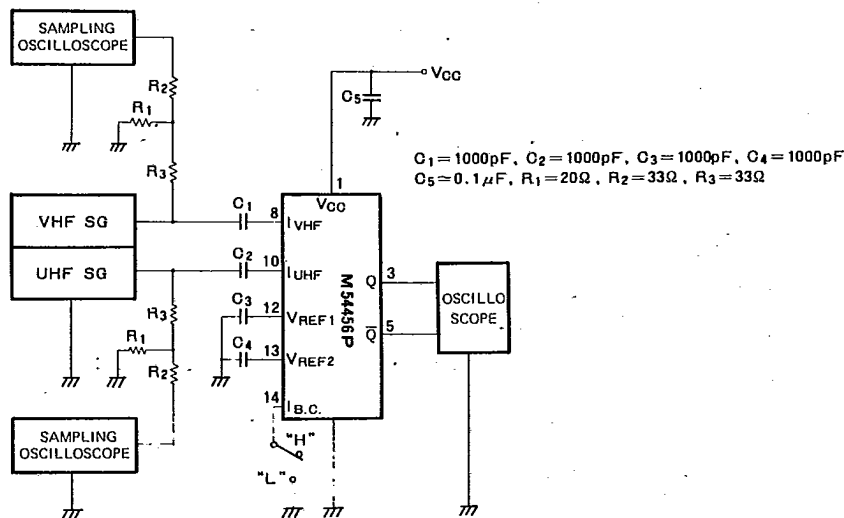 SAMPLING
OSCILLOSCOPE
R2
R1
R3
C5
VCC
C1=1000pF, C2=1000pF, C3=1000pF, C4=1000pF
C5≃0.1μF, R1=20Ω, R2=33Ω, R3=33Ω
1
VCC
VHF SG
C1
8
IVHF
UHF SG
C2
10
IUHF
M54456P
Q
3
OSCILLO
SCOPE
R3
C3
12
VREF1
Q̅
5
R1
R2
C4
13
VREF2
14
IB.C.
"H"
"L"
SAMPLING
OSCILLOSCOPE